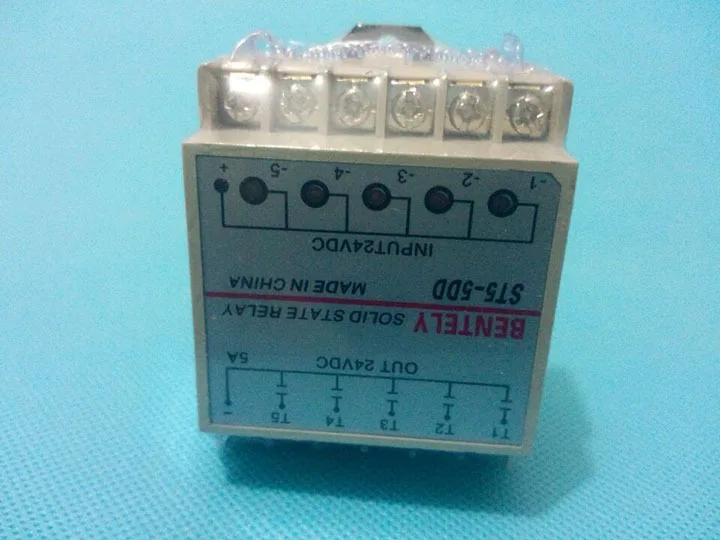 T1 T2 T3 T4 T5 -
OUT 24VDC 5A
BENTELY SOLID STATE RELAY
ST5-5DD MADE IN CHINA
INPUT24VDC
-1 -2 -3 -4 -5 +